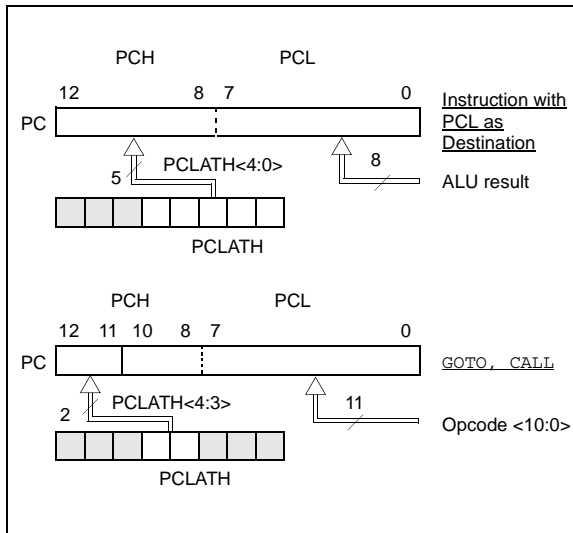 PCH PCL
12 8 7 0
PC
Instruction with
PCL as
Destination
5 PCLATH<4:0> 8
ALU result
PCLATH
PCH PCL
12 11 10 8 7 0
PC GOTO, CALL
2 PCLATH<4:3> 11
Opcode <10:0>
PCLATH